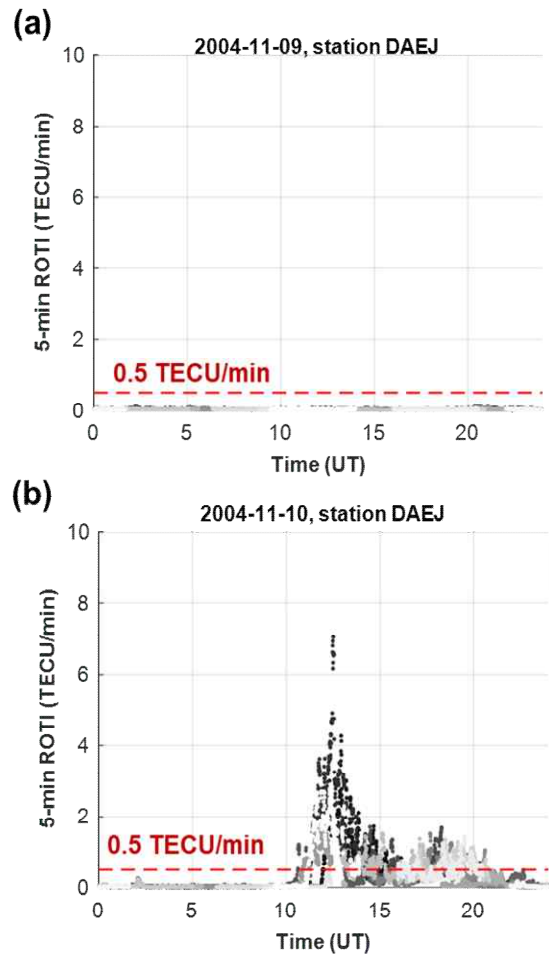 (a)
2004-11-09, station DAEJ
10
8
6
4
2
0
5-min ROTI (TECU/min)
0.5 TECU/min
0 5 10 15 20
Time (UT)
(b)
2004-11-10, station DAEJ
10
8
6
4
2
0
5-min ROTI (TECU/min)
0.5 TECU/min
0 5 10 15 20
Time (UT)